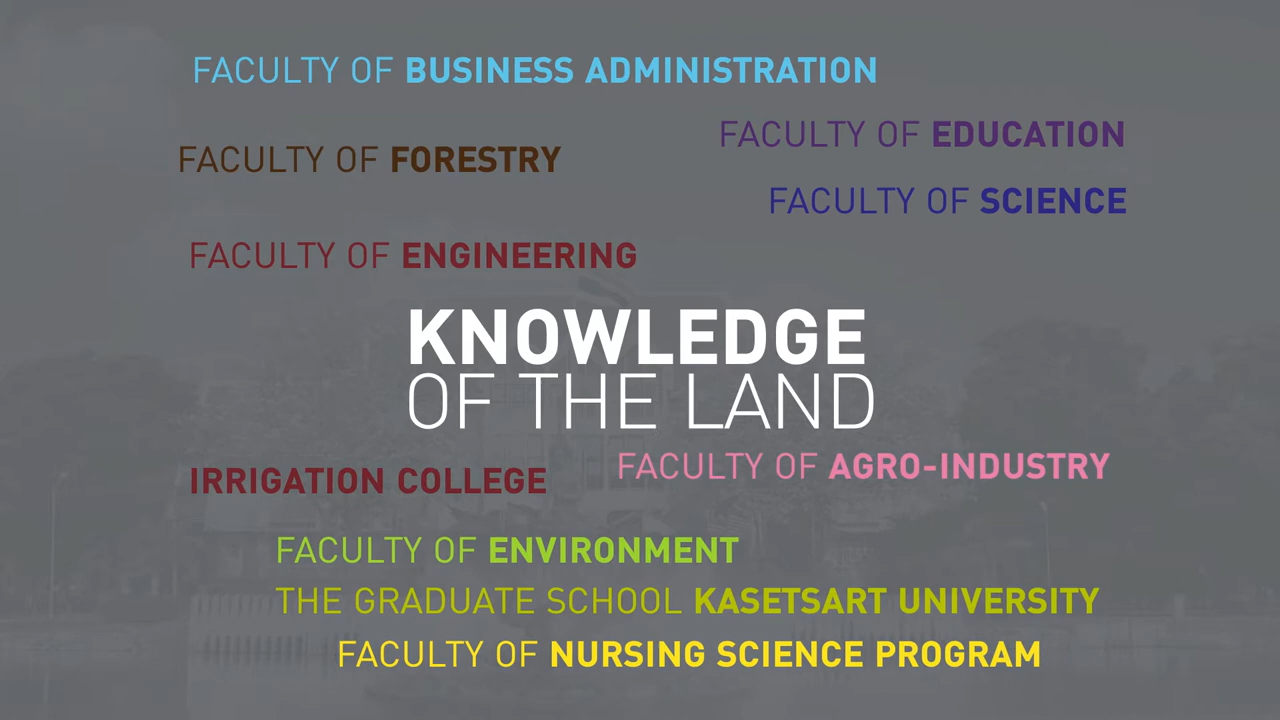 FACULTY OF BUSINESS ADMINISTRATION
FACULTY OF EDUCATION
FACULTY OF FORESTRY
FACULTY OF SCIENCE
FACULTY OF ENGINEERING
KNOWLEDGE
OF THE LAND
FACULTY OF AGRO-INDUSTRY
IRRIGATION COLLEGE
FACULTY OF ENVIRONMENT
THE GRADUATE SCHOOL KASETSART UNIVERSITY
FACULTY OF NURSING SCIENCE PROGRAM